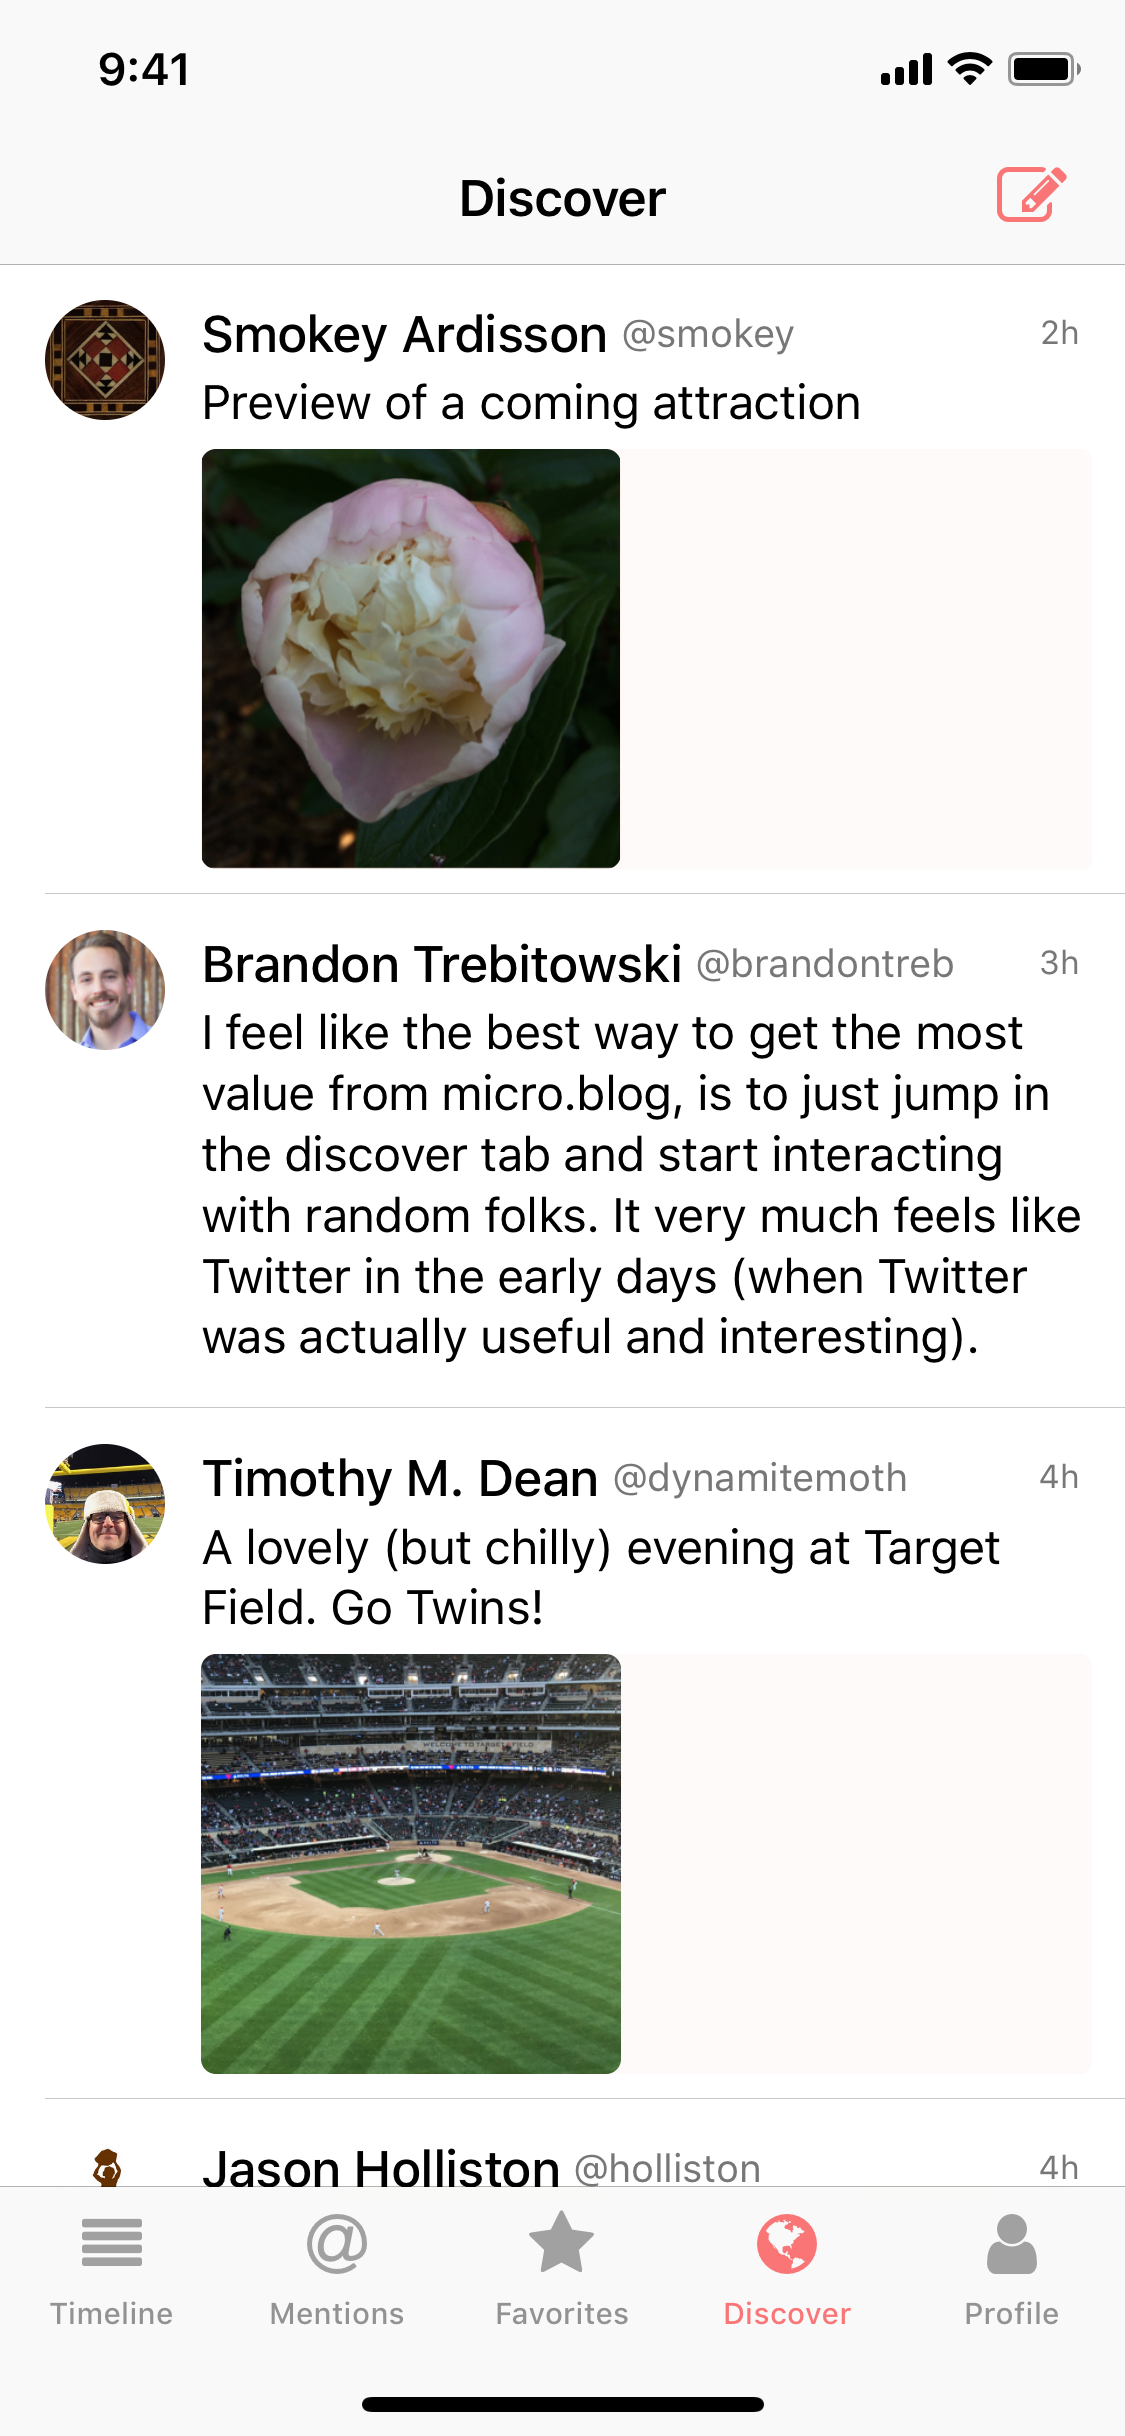 9:41
Discover
Smokey Ardisson @smokey 2h
Preview of a coming attraction
Brandon Trebitowski @brandontreb 3h
I feel like the best way to get the most
value from micro.blog, is to just jump in
the discover tab and start interacting
with random folks. It very much feels like
Twitter in the early days (when Twitter
was actually useful and interesting).
Timothy M. Dean @dynamitemoth 4h
A lovely (but chilly) evening at Target
Field. Go Twins!
WELCOME TO TARGET FIELD
Jason Holliston @holliston 4h
Timeline Mentions Favorites Discover Profile